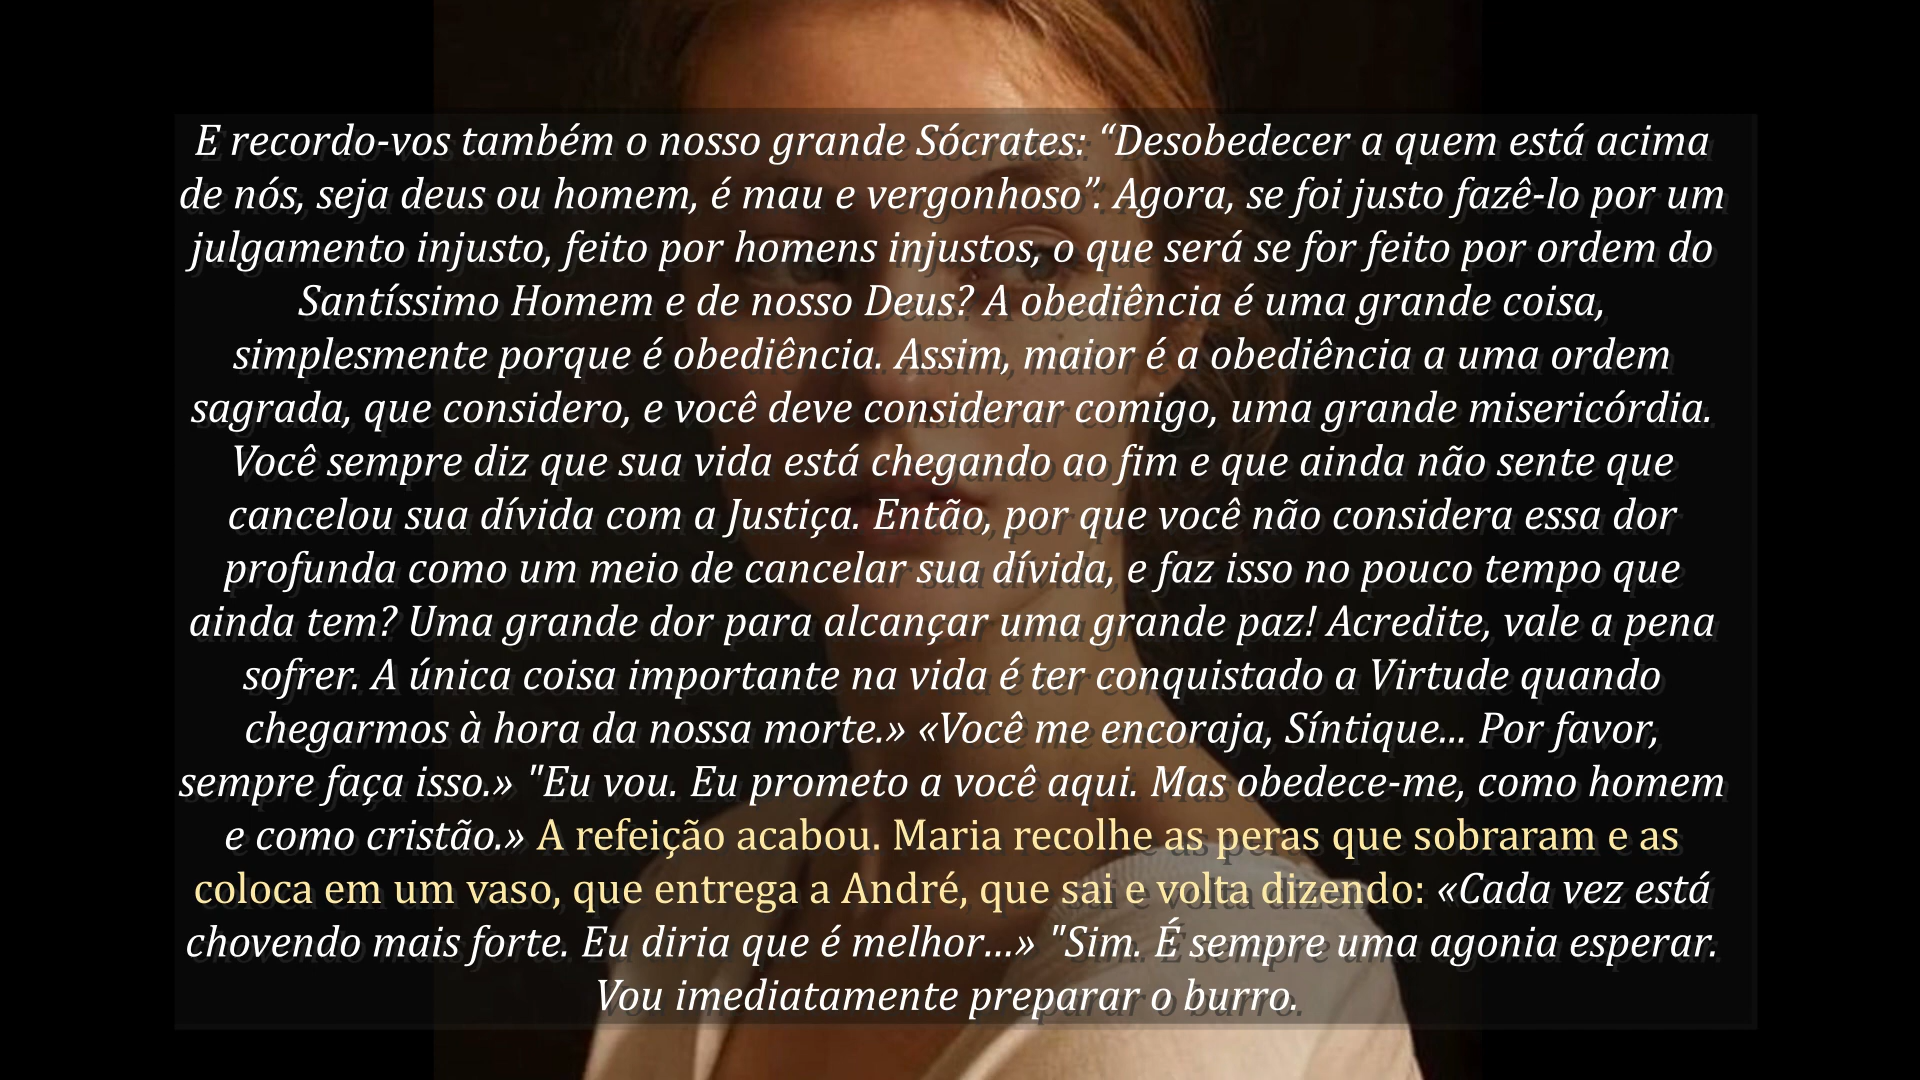 E recordo-vos também o nosso grande Sócrates: “Desobedecer a quem está acima
de nós, seja deus ou homem, é mau e vergonhoso”. Agora, se foi justo fazê-lo por um
julgamento injusto, feito por homens injustos, o que será se for feito por ordem do
Santíssimo Homem e de nosso Deus? A obediência é uma grande coisa,
simplesmente porque é obediência. Assim, maior é a obediência a uma ordem
sagrada, que considero, e você deve considerar comigo, uma grande misericórdia.
Você sempre diz que sua vida está chegando ao fim e que ainda não sente que
cancelou sua dívida com a Justiça. Então, por que você não considera essa dor
profunda como um meio de cancelar sua dívida, e faz isso no pouco tempo que
ainda tem? Uma grande dor para alcançar uma grande paz! Acredite, vale a pena
sofrer. A única coisa importante na vida é ter conquistado a Virtude quando
chegarmos à hora da nossa morte.» «Você me encoraja, Síntique... Por favor,
sempre faça isso.» "Eu vou. Eu prometo a você aqui. Mas obedece-me, como homem
e como cristão.» A refeição acabou. Maria recolhe as peras que sobraram e as
coloca em um vaso, que entrega a André, que sai e volta dizendo: «Cada vez está
chovendo mais forte. Eu diria que é melhor…» "Sim. É sempre uma agonia esperar.
Vou imediatamente preparar o burro.